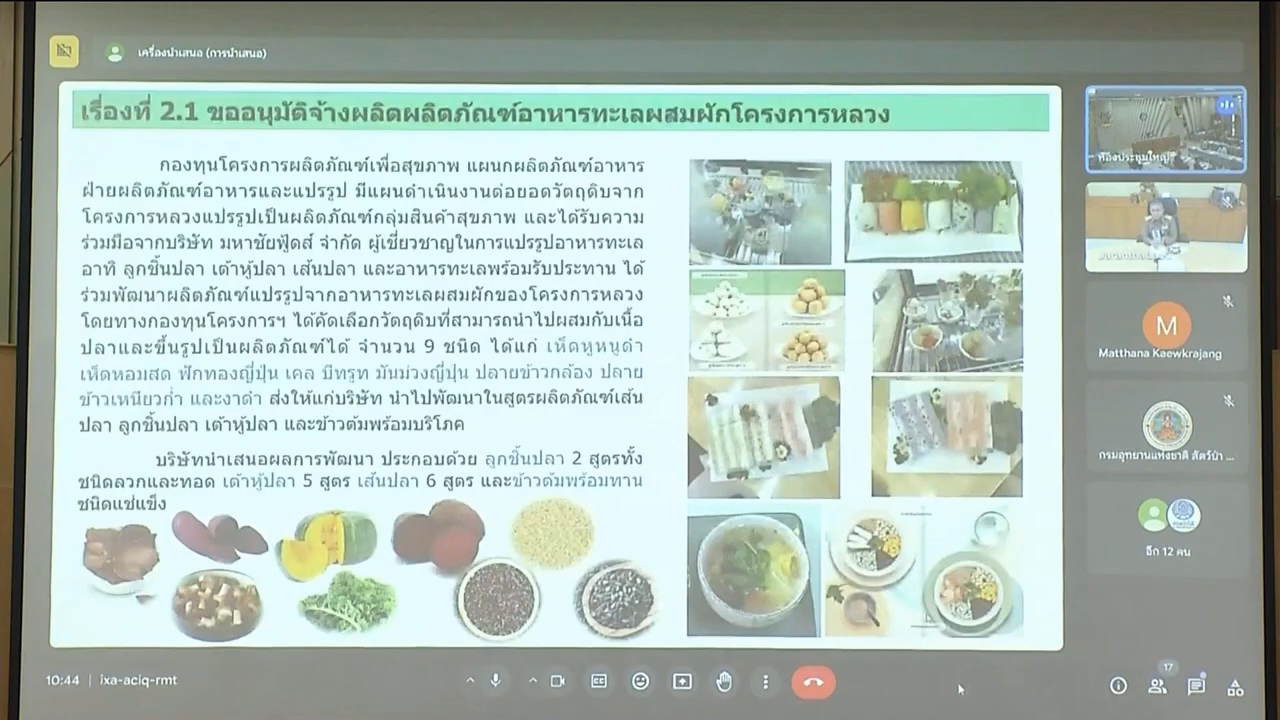 เครื่องนำเสนอ (การนำเสนอ)
เรื่องที่ 2.1 ขออนุมัติจ้างผลิตผลิตภัณฑ์อาหารทะเลผสมผักโครงการหลวง
กองทุนโครงการผลิตภัณฑ์เพื่อสุขภาพ แผนกผลิตภัณฑ์อาหาร
ฝ่ายผลิตภัณฑ์อาหารและแปรรูป มีแผนดำเนินงานต่อยอดวัตถุดิบจาก
โครงการหลวงแปรรูปเป็นผลิตภัณฑ์กลุ่มสินค้าสุขภาพ และได้รับความ
ร่วมมือจากบริษัท มหาชัยฟู้ดส์ จำกัด ผู้เชี่ยวชาญในการแปรรูปอาหารทะเล
อาทิ ลูกชิ้นปลา เต้าหู้ปลา เส้นปลา และอาหารทะเลพร้อมรับประทาน ได้
ร่วมพัฒนาผลิตภัณฑ์แปรรูปจากอาหารทะเลผสมผักของโครงการหลวง
โดยทางกองทุนโครงการฯ ได้คัดเลือกวัตถุดิบที่สามารถนำไปผสมกับเนื้อ
ปลาและขึ้นรูปเป็นผลิตภัณฑ์ได้ จำนวน 9 ชนิด ได้แก่ เห็ดหูหนูดำ
เห็ดหอมสด ฟักทองญี่ปุ่น เคล บีทรูท มันม่วงญี่ปุ่น ปลายข้าวกล้อง ปลาย
ข้าวเหนียวก่ำ และงาดำ ส่งให้แก่บริษัท นำไปพัฒนาในสูตรผลิตภัณฑ์เส้น
ปลา ลูกชิ้นปลา เต้าหู้ปลา และข้าวต้มพร้อมบริโภค
บริษัทนำเสนอผลการพัฒนา ประกอบด้วย ลูกชิ้นปลา 2 สูตรทั้ง
ชนิดลวกและทอด เต้าหู้ปลา 5 สูตร เส้นปลา 6 สูตร และข้าวต้มพร้อมทาน
ชนิดแช่แข็ง
ห้องประชุมใหญ่
M
Matthana Kaewkrajang
กรมอุทยานแห่งชาติ สัตว์ป่า ...
อีก 12 คน
10:44 | ixa-aciq-rmt
17